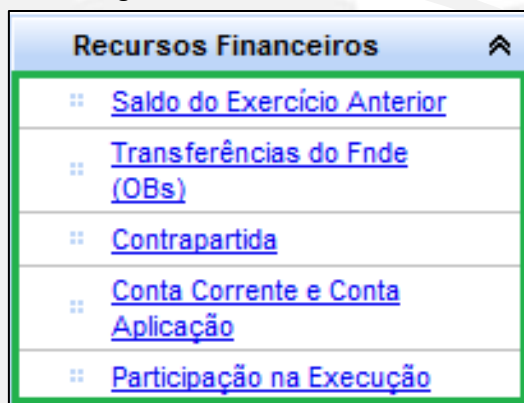 Recursos Financeiros
Saldo do Exercício Anterior
Transferências do Fnde
(OBs)
Contrapartida
Conta Corrente e Conta
Aplicação
Participação na Execução